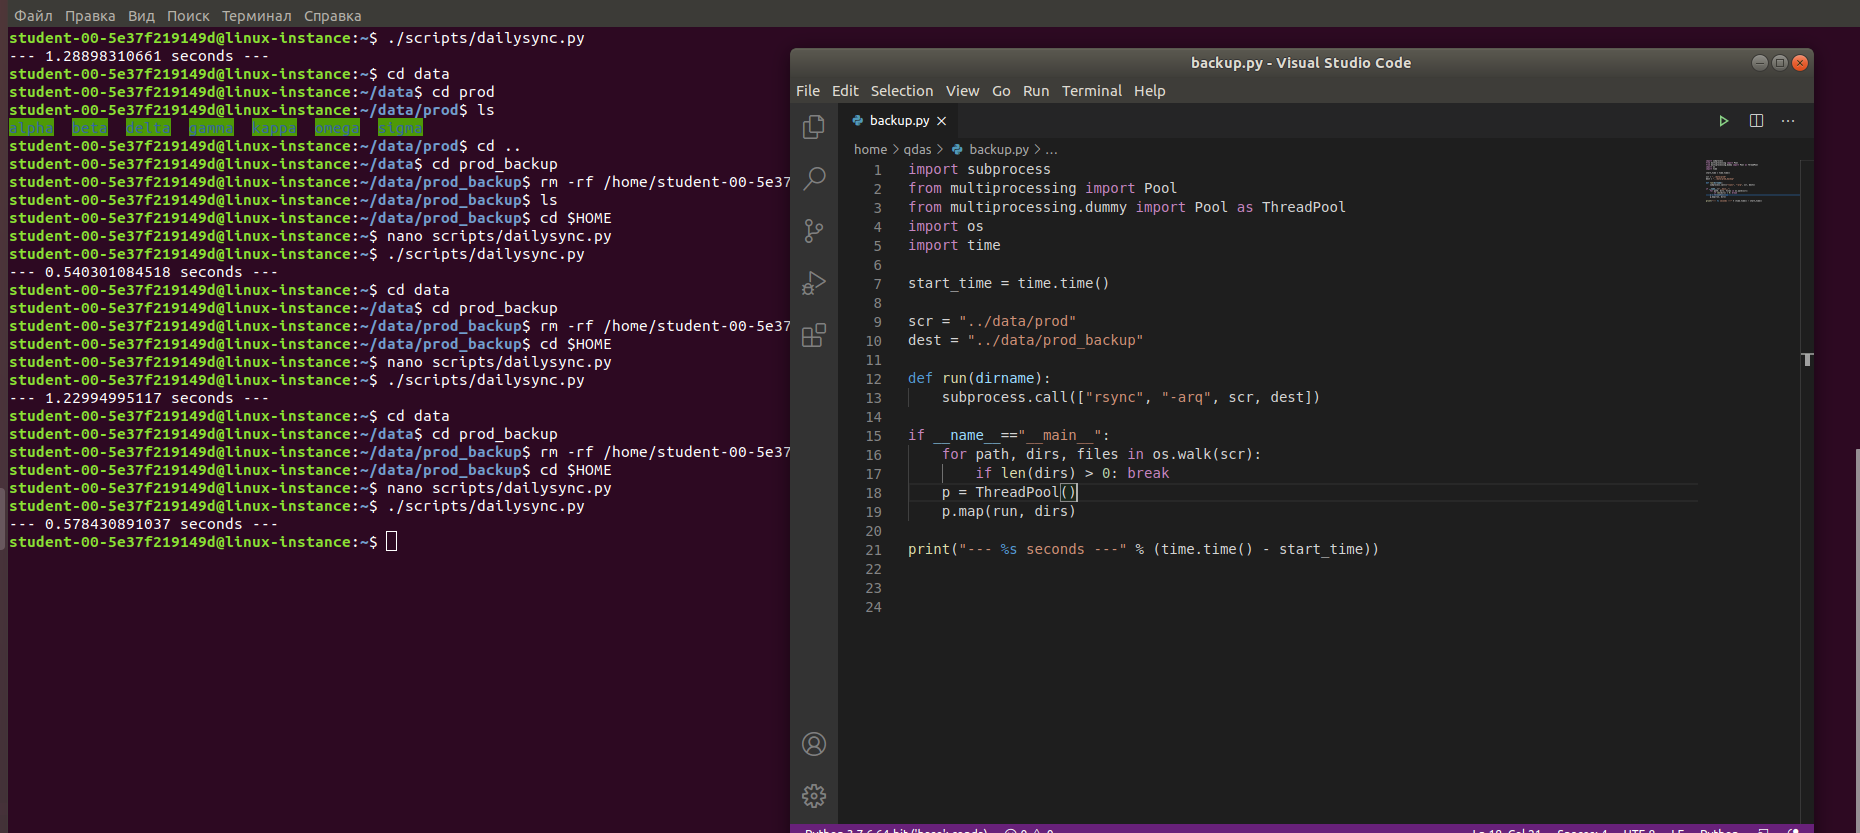 Файл Правка Вид Поиск Терминал Справка
student-00-5e37f219149d@linux-instance:~$ ./scripts/dailysync.py
--- 1.28898310661 seconds ---
student-00-5e37f219149d@linux-instance:~$ cd data
student-00-5e37f219149d@linux-instance:~/data$ cd prod
student-00-5e37f219149d@linux-instance:~/data/prod$ ls
alpha beta delta gamma kappa omega sigma
student-00-5e37f219149d@linux-instance:~/data/prod$ cd ..
student-00-5e37f219149d@linux-instance:~/data$ cd prod_backup
student-00-5e37f219149d@linux-instance:~/data/prod_backup$ rm -rf /home/student-00-5e37
student-00-5e37f219149d@linux-instance:~/data/prod_backup$ ls
student-00-5e37f219149d@linux-instance:~/data/prod_backup$ cd $HOME
student-00-5e37f219149d@linux-instance:~$ nano scripts/dailysync.py
student-00-5e37f219149d@linux-instance:~$ ./scripts/dailysync.py
--- 0.540301084518 seconds ---
student-00-5e37f219149d@linux-instance:~$ cd data
student-00-5e37f219149d@linux-instance:~/data$ cd prod_backup
student-00-5e37f219149d@linux-instance:~/data/prod_backup$ rm -rf /home/student-00-5e37
student-00-5e37f219149d@linux-instance:~/data/prod_backup$ cd $HOME
student-00-5e37f219149d@linux-instance:~$ nano scripts/dailysync.py
student-00-5e37f219149d@linux-instance:~$ ./scripts/dailysync.py
--- 1.22994995117 seconds ---
student-00-5e37f219149d@linux-instance:~$ cd data
student-00-5e37f219149d@linux-instance:~/data$ cd prod_backup
student-00-5e37f219149d@linux-instance:~/data/prod_backup$ rm -rf /home/student-00-5e37
student-00-5e37f219149d@linux-instance:~/data/prod_backup$ cd $HOME
student-00-5e37f219149d@linux-instance:~$ nano scripts/dailysync.py
student-00-5e37f219149d@linux-instance:~$ ./scripts/dailysync.py
--- 0.578430891037 seconds ---
student-00-5e37f219149d@linux-instance:~$
backup.py - Visual Studio Code
File Edit Selection View Go Run Terminal Help
backup.py
home > qdas > backup.py > ...
1 import subprocess
2 from multiprocessing import Pool
3 from multiprocessing.dummy import Pool as ThreadPool
4 import os
5 import time
6
7 start_time = time.time()
8
9 scr = "../data/prod"
10 dest = "../data/prod_backup"
11
12 def run(dirname):
13 subprocess.call(["rsync", "-arq", scr, dest])
14
15 if __name__=="__main__":
16 for path, dirs, files in os.walk(scr):
17 if len(dirs) > 0: break
18 p = ThreadPool()
19 p.map(run, dirs)
20
21 print("--- %s seconds ---" % (time.time() - start_time))
22
23
24